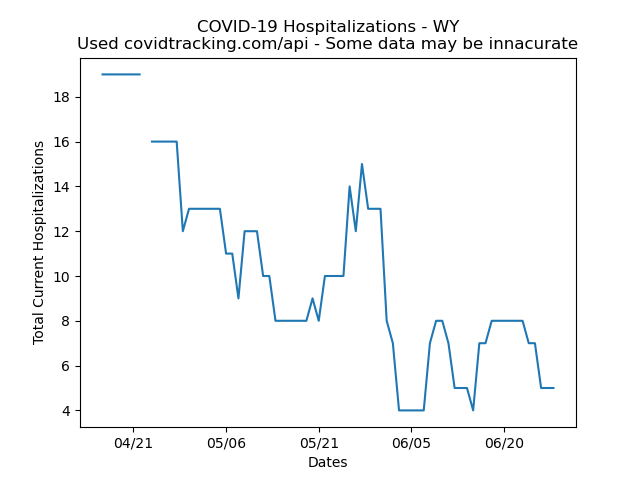 COVID-19 Hospitalizations - WY
Used covidtracking.com/api - Some data may be innacurate
Total Current Hospitalizations
18
16
14
12
10
8
6
4
04/21 05/06 05/21 06/05 06/20
Dates